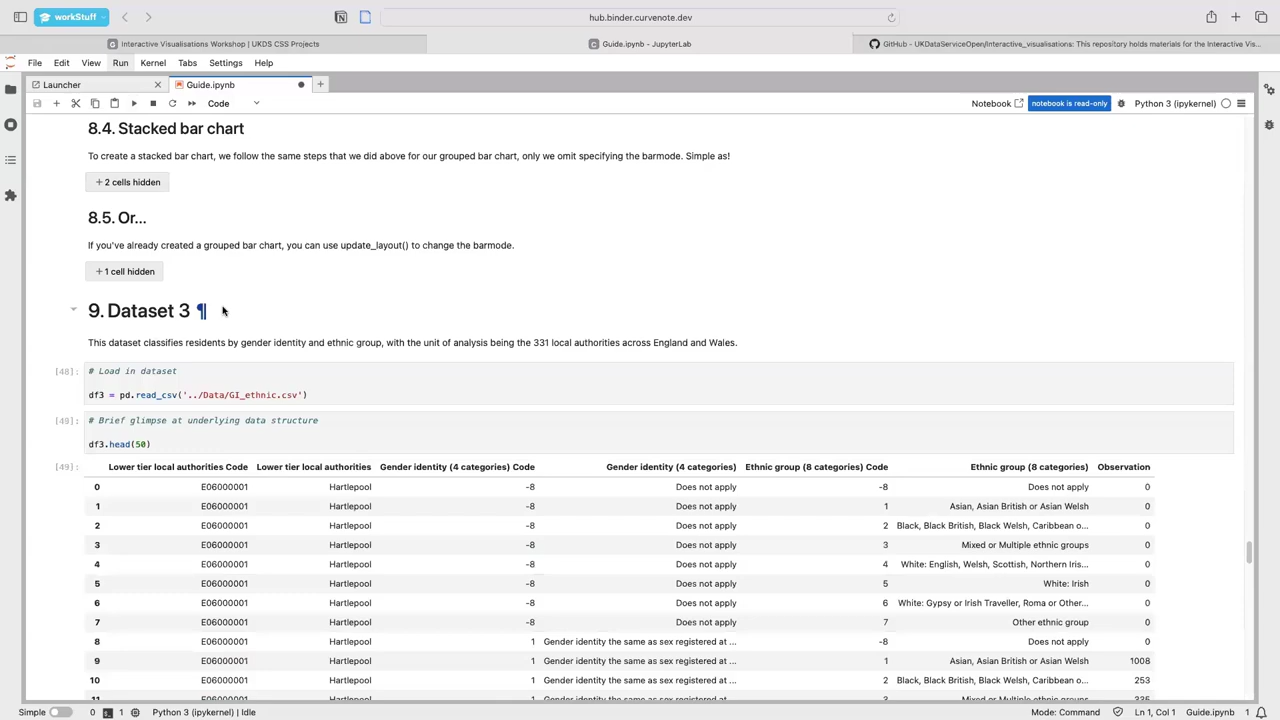 workStuff
hub.binder.curvenote.dev
Interactive Visualisations Workshop | UKDS CSS Projects
Guide.ipynb - JupyterLab
GitHub - UKDataServiceOpen/Interactive_visualisations: This repository holds materials for the Interactive Vis...
File Edit View Run Kernel Tabs Settings Help
Launcher
Guide.ipynb
Code
Notebook
notebook is read-only
Python 3 (ipykernel)
8.4. Stacked bar chart
To create a stacked bar chart, we follow the same steps that we did above for our grouped bar chart, only we omit specifying the barmode. Simple as!
+ 2 cells hidden
8.5. Or...
If you've already created a grouped bar chart, you can use update_layout() to change the barmode.
+ 1 cell hidden
9. Dataset 3 ¶
This dataset classifies residents by gender identity and ethnic group, with the unit of analysis being the 331 local authorities across England and Wales.
[48]: # Load in dataset
df3 = pd.read_csv('../Data/GI_ethnic.csv')
[49]: # Brief glimpse at underlying data structure
df3.head(50)
[49]: Lower tier local authorities Code Lower tier local authorities Gender identity (4 categories) Code Gender identity (4 categories) Ethnic group (8 categories) Code Ethnic group (8 categories) Observation
0 E06000001 Hartlepool -8 Does not apply -8 Does not apply 0
1 E06000001 Hartlepool -8 Does not apply 1 Asian, Asian British or Asian Welsh 0
2 E06000001 Hartlepool -8 Does not apply 2 Black, Black British, Black Welsh, Caribbean o... 0
3 E06000001 Hartlepool -8 Does not apply 3 Mixed or Multiple ethnic groups 0
4 E06000001 Hartlepool -8 Does not apply 4 White: English, Welsh, Scottish, Northern Iris... 0
5 E06000001 Hartlepool -8 Does not apply 5 White: Irish 0
6 E06000001 Hartlepool -8 Does not apply 6 White: Gypsy or Irish Traveller, Roma or Other... 0
7 E06000001 Hartlepool -8 Does not apply 7 Other ethnic group 0
8 E06000001 Hartlepool 1 Gender identity the same as sex registered at ... -8 Does not apply 0
9 E06000001 Hartlepool 1 Gender identity the same as sex registered at ... 1 Asian, Asian British or Asian Welsh 1008
10 E06000001 Hartlepool 1 Gender identity the same as sex registered at ... 2 Black, Black British, Black Welsh, Caribbean o... 253
Simple 0 1 Python 3 (ipykernel) | Idle
Mode: Command Ln 1, Col 1 Guide.ipynb 1